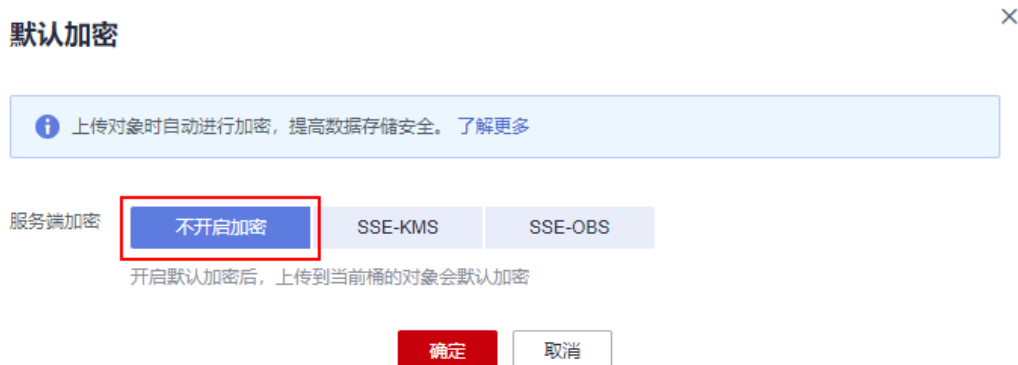 默认加密
上传对象时自动进行加密，提高数据存储安全。 了解更多
服务端加密 不开启加密 SSE-KMS SSE-OBS
开启默认加密后，上传到当前桶的对象会默认加密
确定 取消